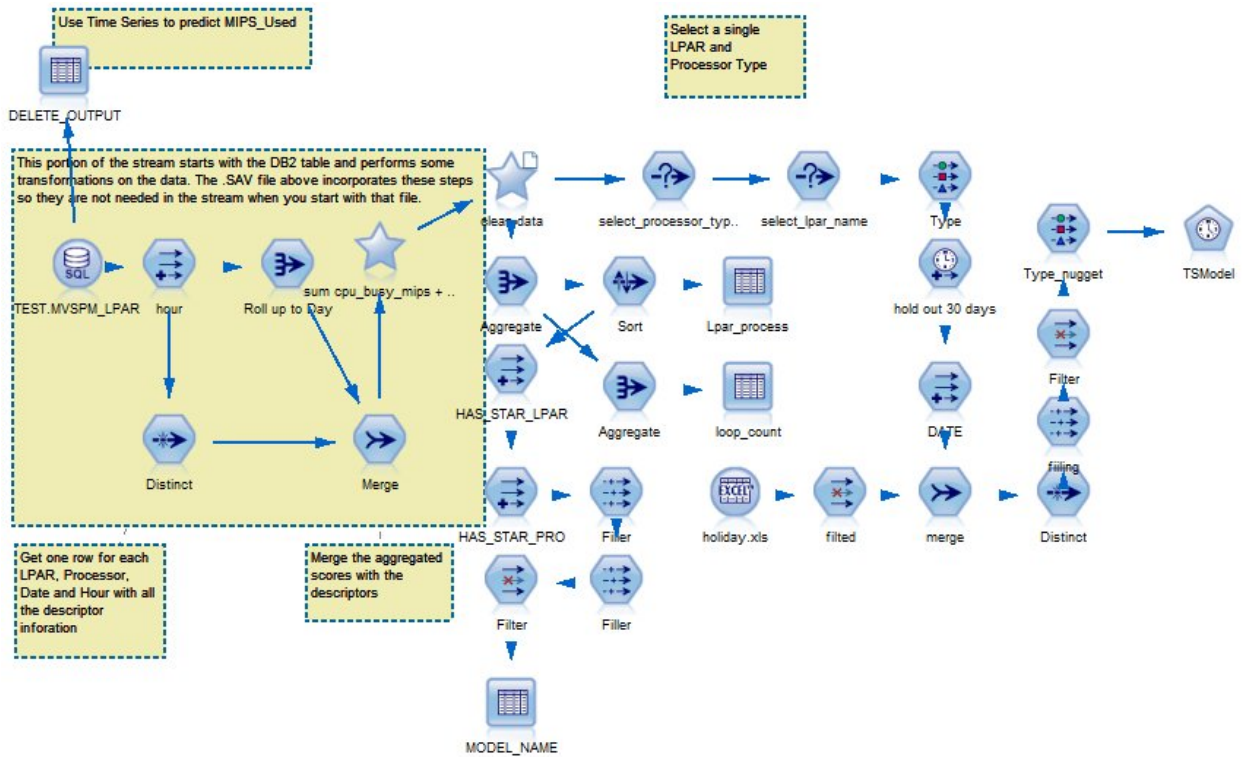 Use Time Series to predict MIPS_Used
Select a single
LPAR and
Processor Type
DELETE_OUTPUT
This portion of the stream starts with the DB2 table and performs some
transformations on the data. The .SAV file above incorporates these steps
so they are not needed in the stream when you start with that file.
clean_data
select_processor_typ..
select_lpar_name
Type
SQL
TEST.MVSPM_LPAR
hour
Roll up to Day
sum cpu_busy_mips + ..
Type_nugget
TSModel
Aggregate
Sort
Lpar_process
hold out 30 days
HAS_STAR_LPAR
Aggregate
loop_count
DATE
Filter
Distinct
Merge
fiiling
HAS_STAR_PRO
Filler
EXCEL
holiday.xls
filted
merge
Distinct
Get one row for each
LPAR, Processor,
Date and Hour with all
the descriptor
inforation
Merge the aggregated
scores with the
descriptors
Filter
Filler
MODEL_NAME